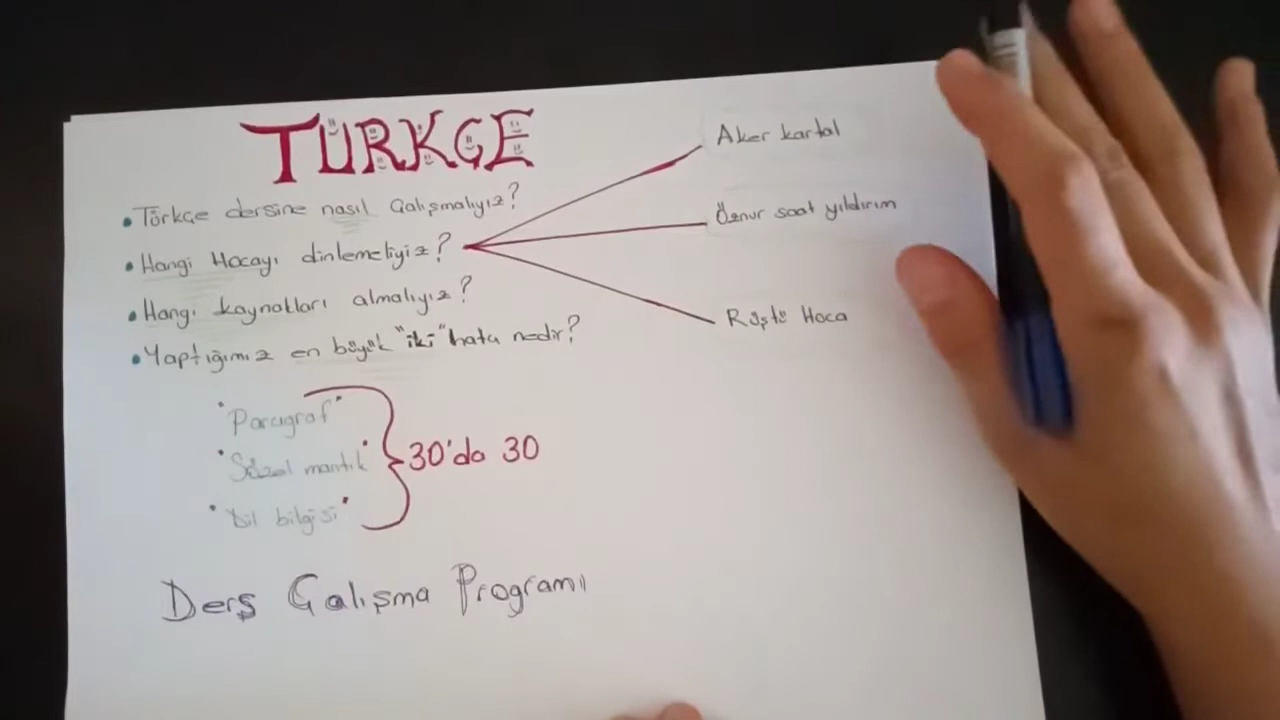 TÜRKÇE
• Türkçe dersine nasıl Çalışmalıyız?
• Hangi Hocayı dinlemeliyiz?
Aker kartal
Öznur saat yıldırım
Rüştü Hoca
• Hangi kaynakları almalıyız?
• Yaptığımız en büyük "iki" hata nedir?
"Paragraf"
"Sözel mantık"
"Dil bilgisi"
30'da 30
Ders Çalışma Programı